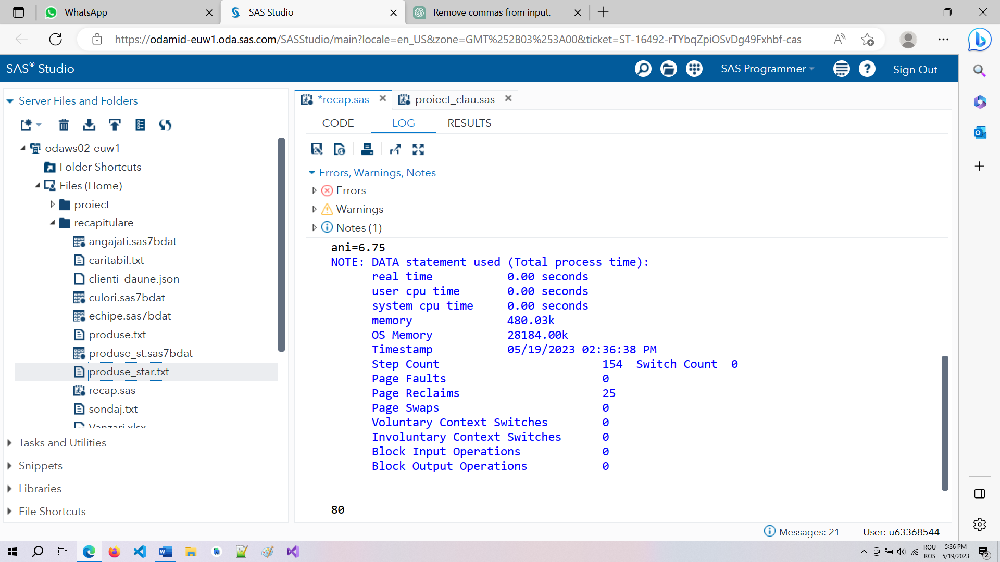 WhatsApp
SAS Studio
Remove commas from input.
https://odamid-euw1.oda.sas.com/SASStudio/main?locale=en_US&zone=GMT%252B03%253A00&ticket=ST-16492-rTYbqZpiOSvDg49Fxhbf-cas
SAS® Studio
SAS Programmer
Sign Out
Server Files and Folders
odaws02-euw1
Folder Shortcuts
Files (Home)
proiect
recapitulare
angajati.sas7bdat
caritabil.txt
clienti_daune.json
culori.sas7bdat
echipe.sas7bdat
produse.txt
produse_st.sas7bdat
produse_star.txt
recap.sas
sondaj.txt
Vanzari.xlsx
Tasks and Utilities
Snippets
Libraries
File Shortcuts
*recap.sas
proiect_clau.sas
CODE
LOG
RESULTS
Errors, Warnings, Notes
Errors
Warnings
Notes (1)
ani=6.75
NOTE: DATA statement used (Total process time):
real time 0.00 seconds
user cpu time 0.00 seconds
system cpu time 0.00 seconds
memory 480.03k
OS Memory 28184.00k
Timestamp 05/19/2023 02:36:38 PM
Step Count 154 Switch Count 0
Page Faults 0
Page Reclaims 25
Page Swaps 0
Voluntary Context Switches 0
Involuntary Context Switches 0
Block Input Operations 0
Block Output Operations 0
80
Messages: 21
User: u63368544
ROU
ROS
5:36 PM
5/19/2023
2